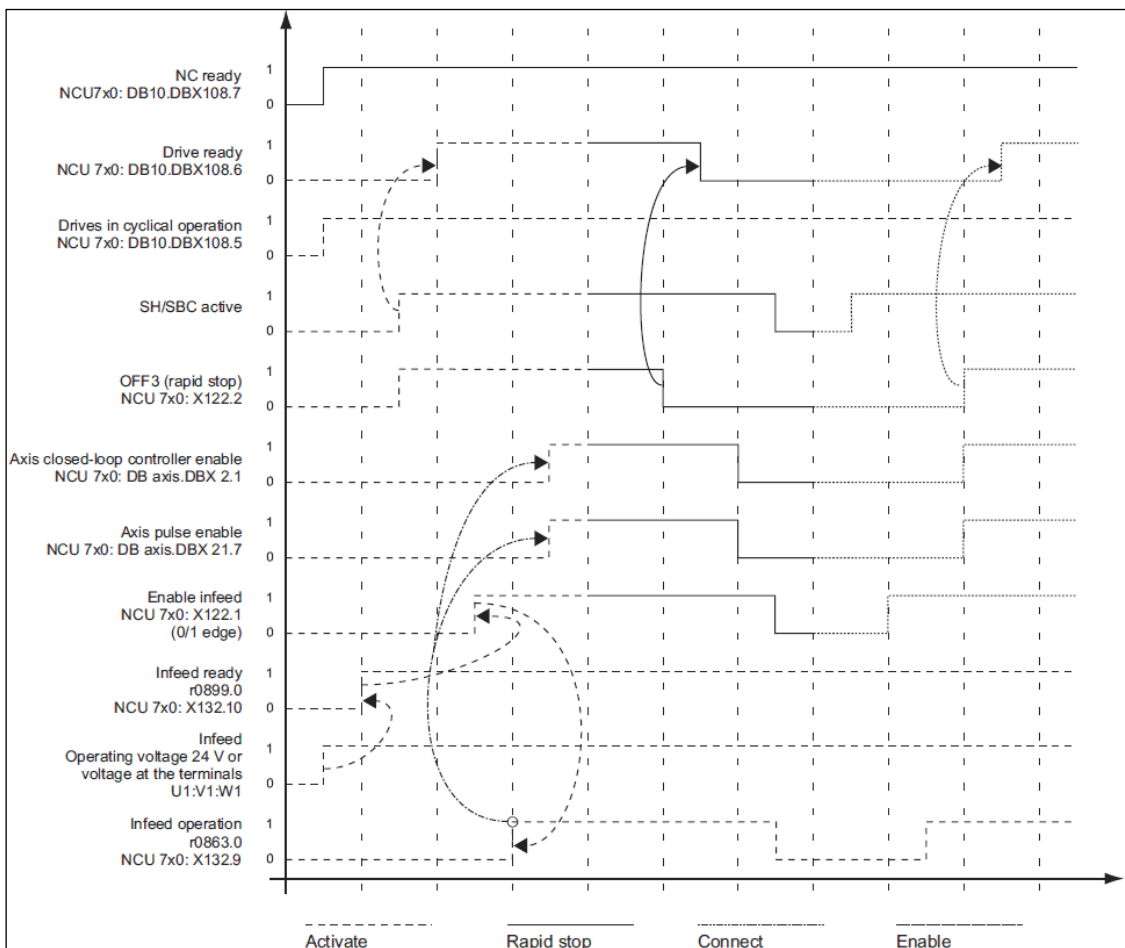 1
NC ready
NCU7x0: DB10.DBX108.7
0
1
Drive ready
NCU 7x0: DB10.DBX108.6
0
1
Drives in cyclical operation
NCU 7x0: DB10.DBX108.5
0
1
SH/SBC active
0
1
OFF3 (rapid stop)
NCU 7x0: X122.2
0
1
Axis closed-loop controller enable
NCU 7x0: DB axis.DBX 2.1
0
1
Axis pulse enable
NCU 7x0: DB axis.DBX 21.7
0
1
Enable infeed
NCU 7x0: X122.1
(0/1 edge)
0
1
Infeed ready
r0899.0
NCU 7x0: X132.10
0
Infeed
1
Operating voltage 24 V or
voltage at the terminals
0
U1:V1:W1
1
Infeed operation
r0863.0
NCU 7x0: X132.9
0
Activate
Rapid stop
Connect
Enable